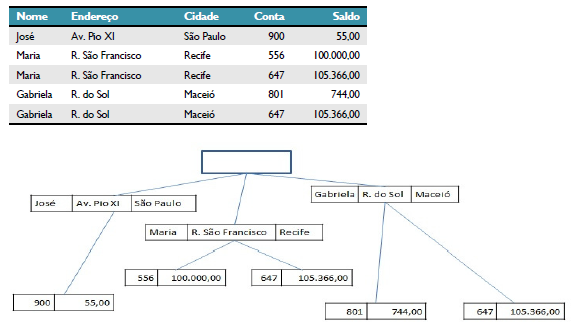 Nome Endereço Cidade Conta Saldo
José Av. Pio XI São Paulo 900 55,00
Maria R. São Francisco Recife 556 100.000,00
Maria R. São Francisco Recife 647 105.366,00
Gabriela R. do Sol Maceió 801 744,00
Gabriela R. do Sol Maceió 647 105.366,00
José Av. Pio XI São Paulo
Gabriela R. do Sol Maceió
Maria R. São Francisco Recife
556 100.000,00
647 105.366,00
900 55,00
801 744,00
647 105.366,00